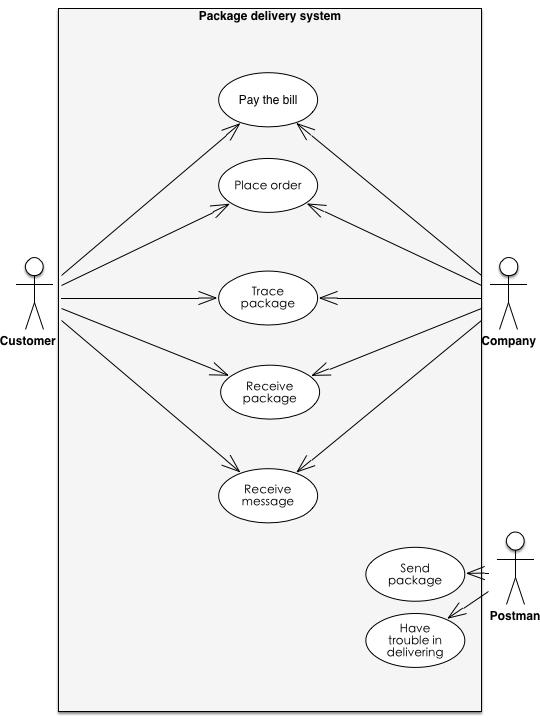 Package delivery system
Pay the bill
Place order
Trace
package
Customer
Company
Receive
package
Receive
message
Send
package
Postman
Have
trouble in
delivering